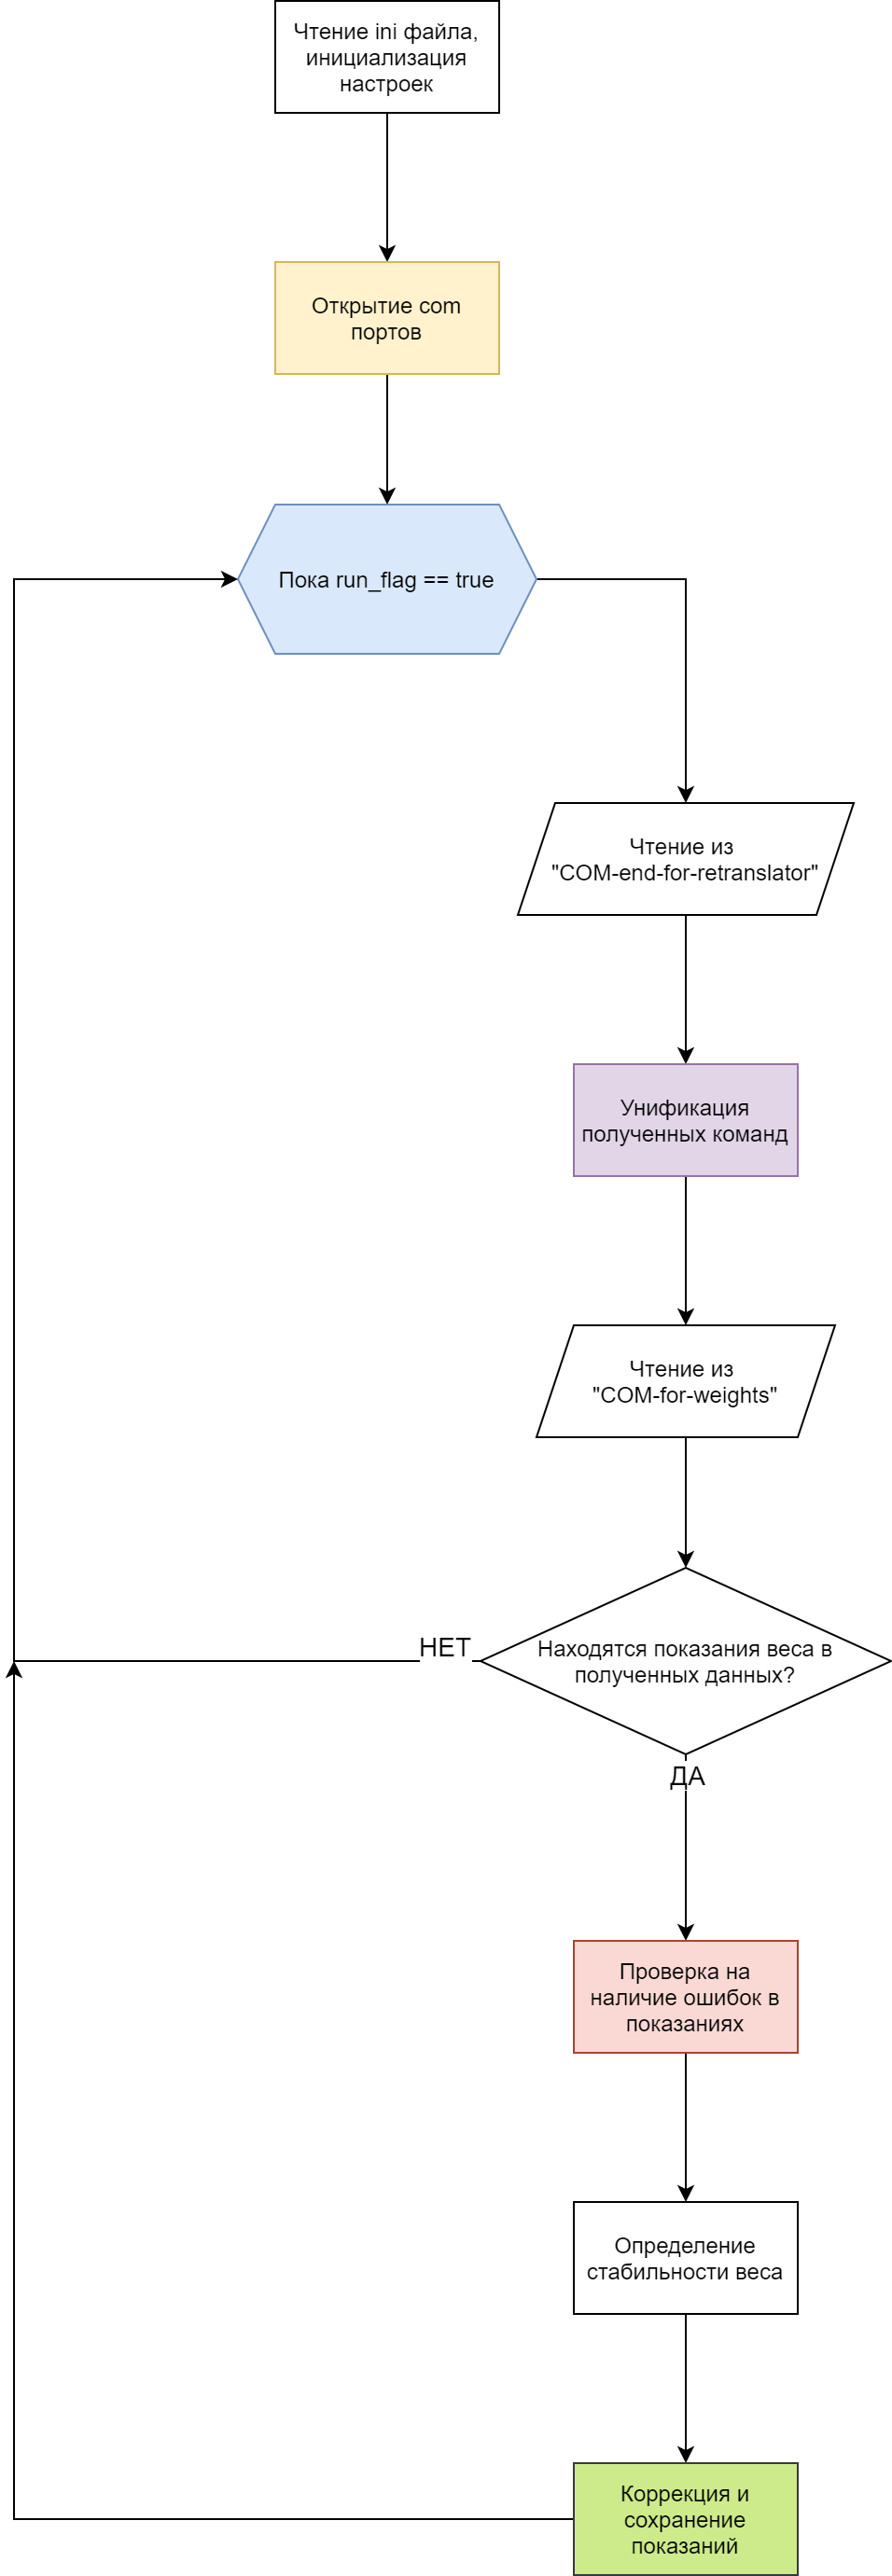 Чтение ini файла,
инициализация
настроек
Открытие com
портов
Пока run_flag == true
Чтение из
"COM-end-for-retranslator"
Унификация
полученных команд
Чтение из
"COM-for-weights"
Находятся показания веса в
полученных данных?
НЕТ
ДА
Проверка на
наличие ошибок в
показаниях
Определение
стабильности веса
Коррекция и
сохранение
показаний